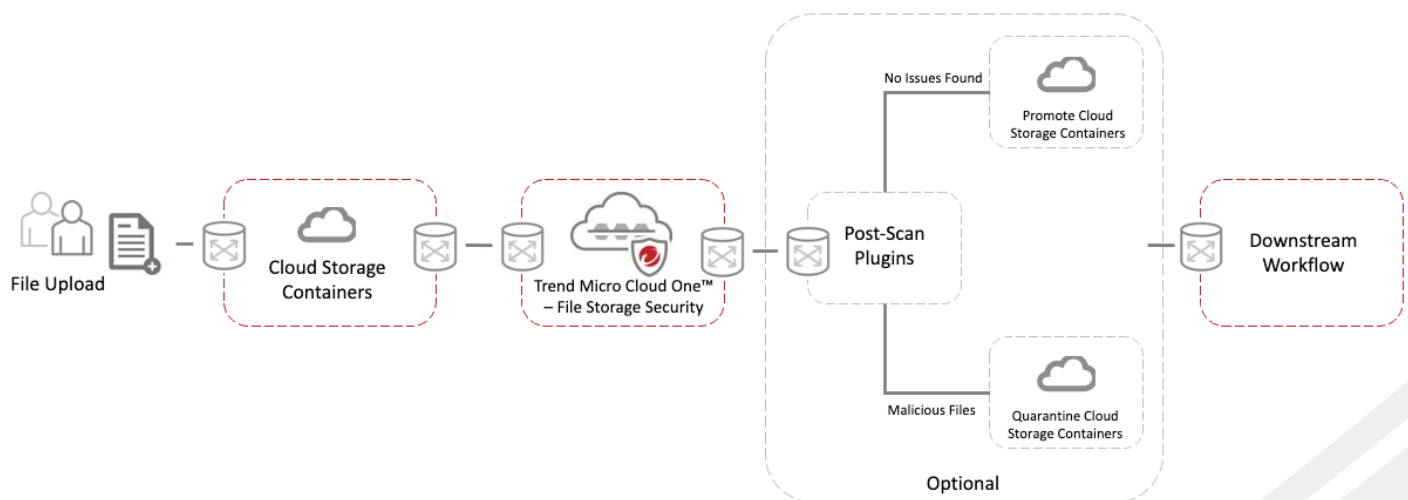 File Upload
Cloud Storage
Containers
Trend Micro Cloud One™
– File Storage Security
Post-Scan
Plugins
No Issues Found
Promote Cloud
Storage Containers
Malicious Files
Quarantine Cloud
Storage Containers
Optional
Downstream
Workflow